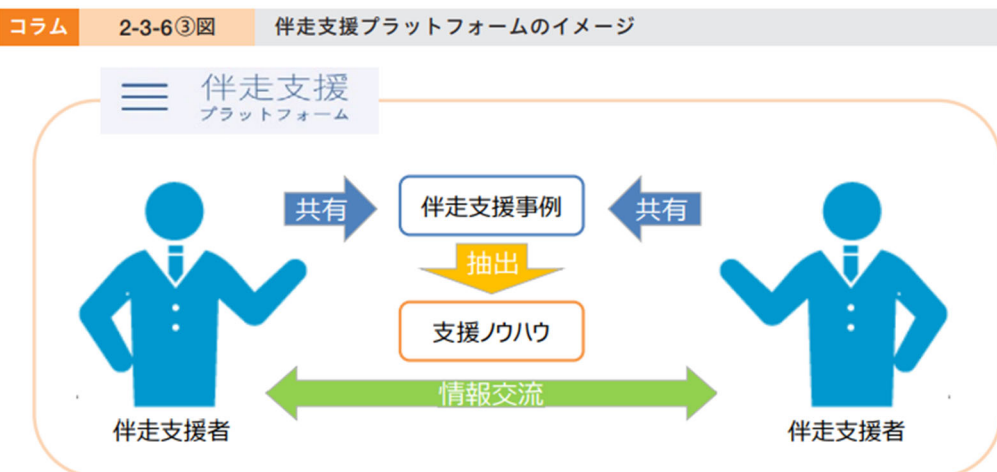 コラム 2-3-6③図 伴走支援プラットフォームのイメージ
伴走支援
プラットフォーム
共有 伴走支援事例 共有
抽出
支援ノウハウ
情報交流
伴走支援者 伴走支援者